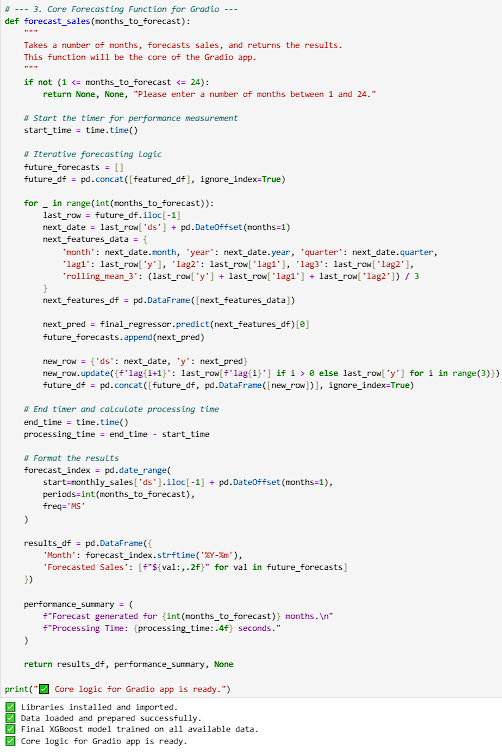 # --- 3. Core Forecasting Function for Gradio ---
def forecast_sales(months_to_forecast):
    """
    Takes a number of months, forecasts sales, and returns the results.
    This function will be the core of the Gradio app.
    """
    if not (1 <= months_to_forecast <= 24):
        return None, None, "Please enter a number of months between 1 and 24."

    # Start the timer for performance measurement
    start_time = time.time()

    # Iterative forecasting logic
    future_forecasts = []
    future_df = pd.concat([featured_df], ignore_index=True)

    for _ in range(int(months_to_forecast)):
        last_row = future_df.iloc[-1]
        next_date = last_row['ds'] + pd.DateOffset(months=1)
        next_features_data = {
            'month': next_date.month, 'year': next_date.year, 'quarter': next_date.quarter,
            'lag1': last_row['y'], 'lag2': last_row['lag1'], 'lag3': last_row['lag2'],
            'rolling_mean_3': (last_row['y'] + last_row['lag1'] + last_row['lag2']) / 3
        }
        next_features_df = pd.DataFrame([next_features_data])

        next_pred = final_regressor.predict(next_features_df)[0]
        future_forecasts.append(next_pred)

        new_row = {'ds': next_date, 'y': next_pred}
        new_row.update({f'lag{i+1}': last_row[f'lag{i}'] if i > 0 else last_row['y'] for i in range(3)})
        future_df = pd.concat([future_df, pd.DataFrame([new_row])], ignore_index=True)

    # End timer and calculate processing time
    end_time = time.time()
    processing_time = end_time - start_time

    # Format the results
    forecast_index = pd.date_range(
        start=monthly_sales['ds'].iloc[-1] + pd.DateOffset(months=1),
        periods=int(months_to_forecast),
        freq='MS'
    )

    results_df = pd.DataFrame({
        'Month': forecast_index.strftime('%Y-%m'),
        'Forecasted Sales': [f"${val:,.2f}" for val in future_forecasts]
    })

    performance_summary = (
        f"Forecast generated for {int(months_to_forecast)} months.\n"
        f"Processing Time: {processing_time:.4f} seconds."
    )

    return results_df, performance_summary, None

print("✅ Core logic for Gradio app is ready.")
✅ Libraries installed and imported.
✅ Data loaded and prepared successfully.
✅ Final XGBoost model trained on all available data.
✅ Core logic for Gradio app is ready.